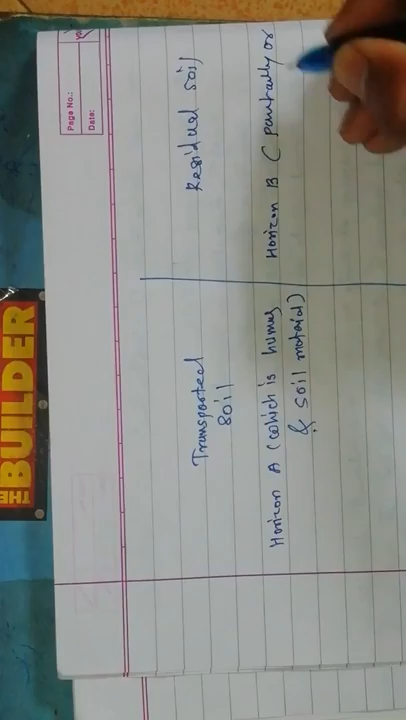 THE BUILDER
Page No.:
Date:
Transported
soil
Residual soil
Horizon A (which is humus
& soil material)
Horizon B ( partially or